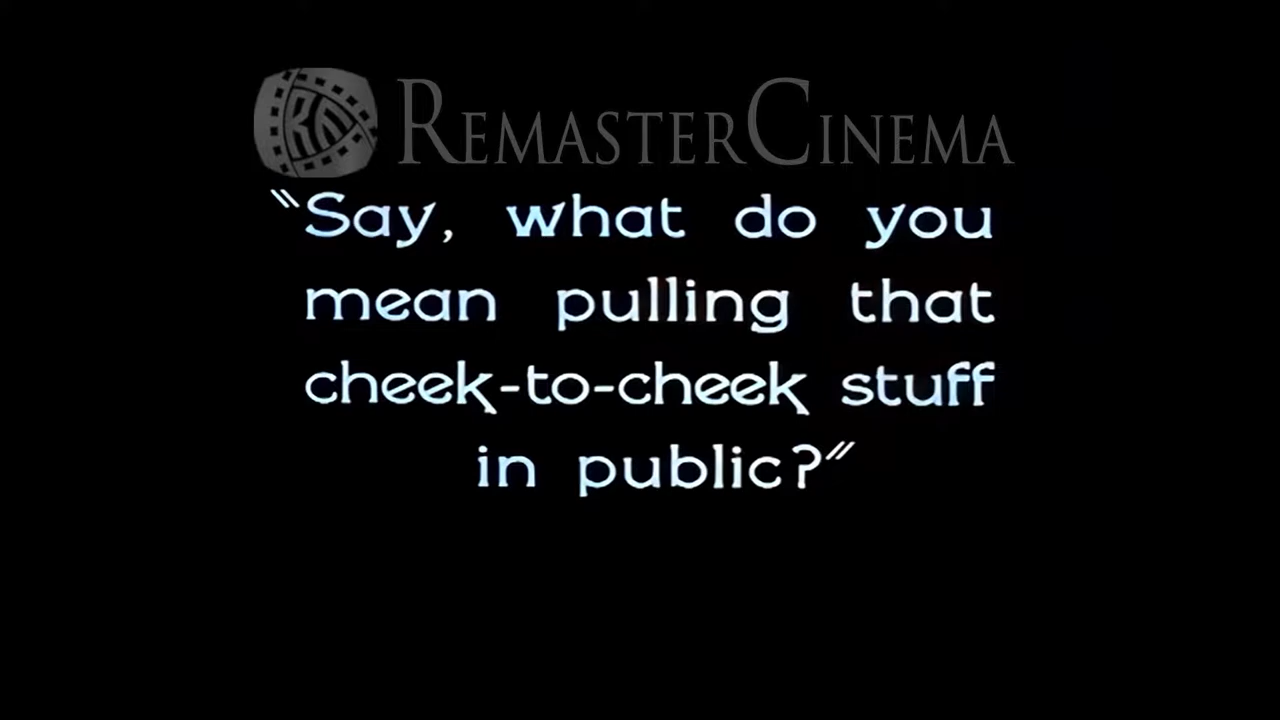 REMASTERCINEMA
"Say, what do you
mean pulling that
cheek-to-cheek stuff
in public?"